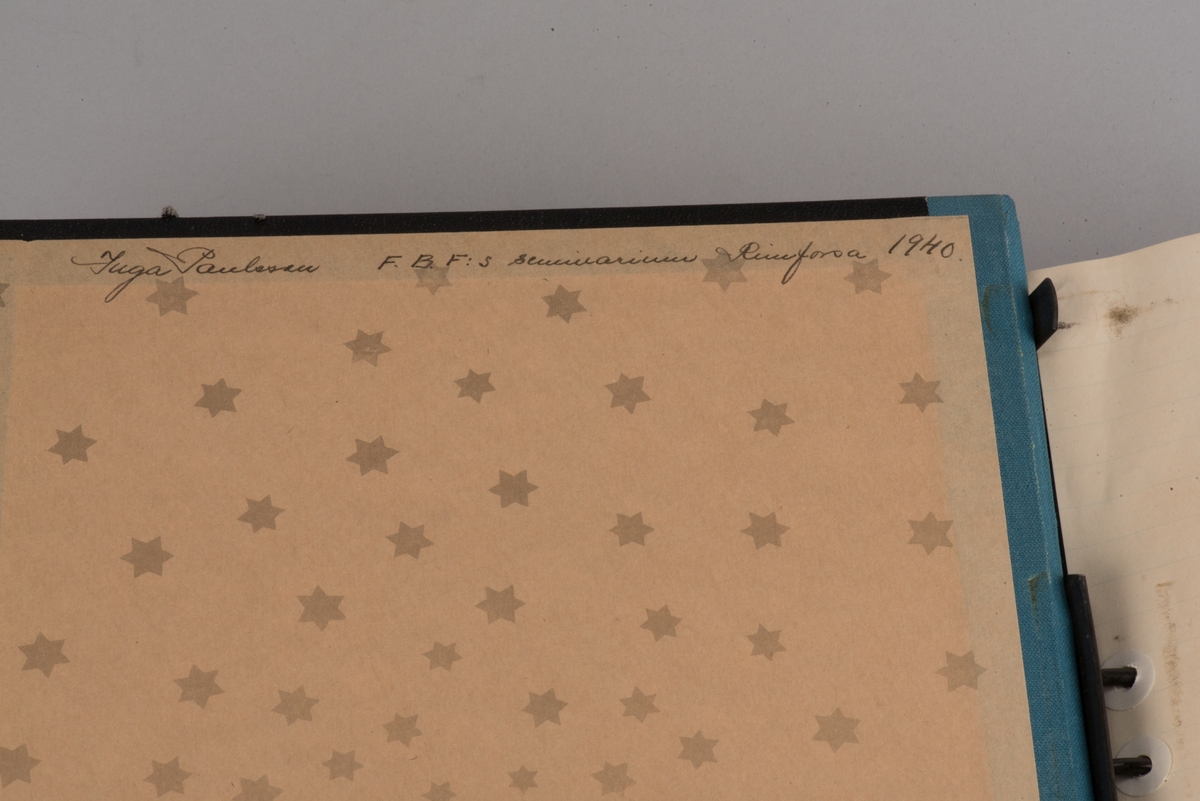 Inga Paulsson F. B. F:s seminarium Rimforsa 1940.